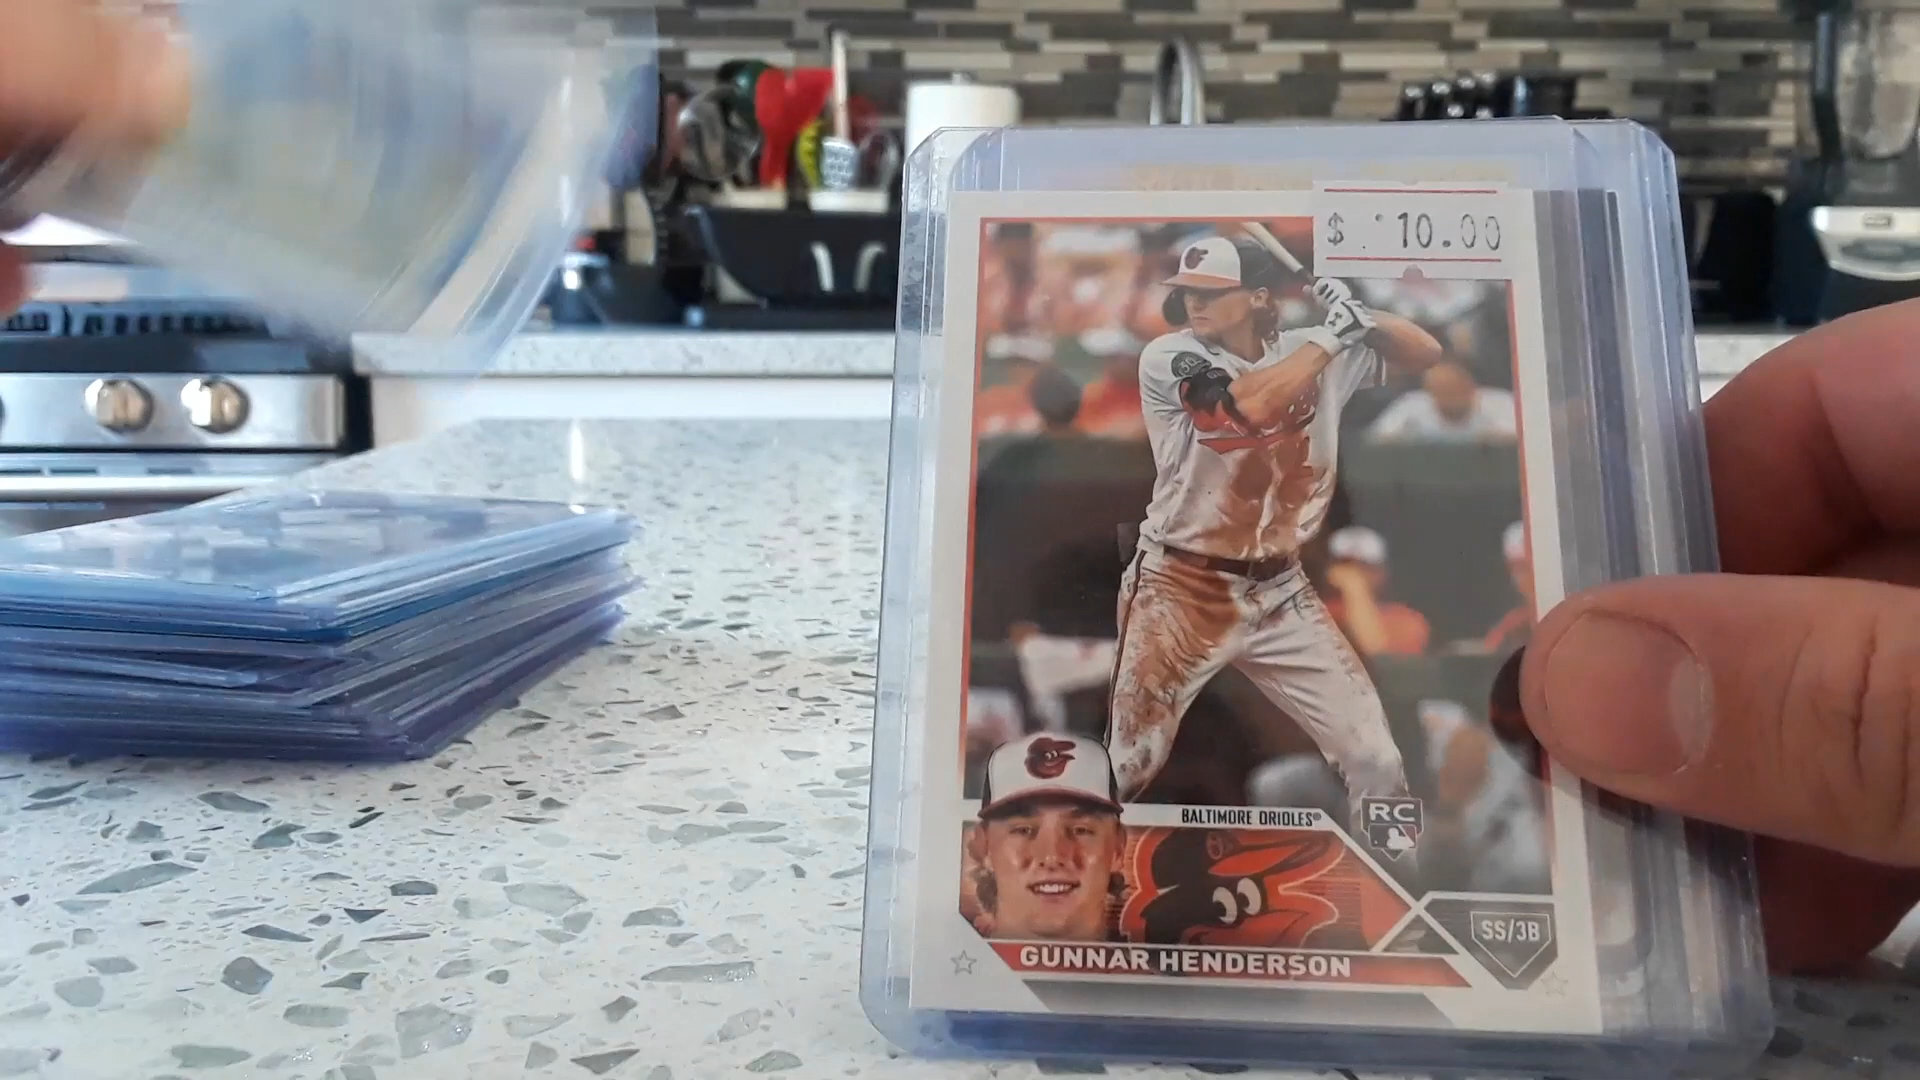 $ 10.00
BALTIMORE ORIOLES®
RC
SS/3B
GUNNAR HENDERSON